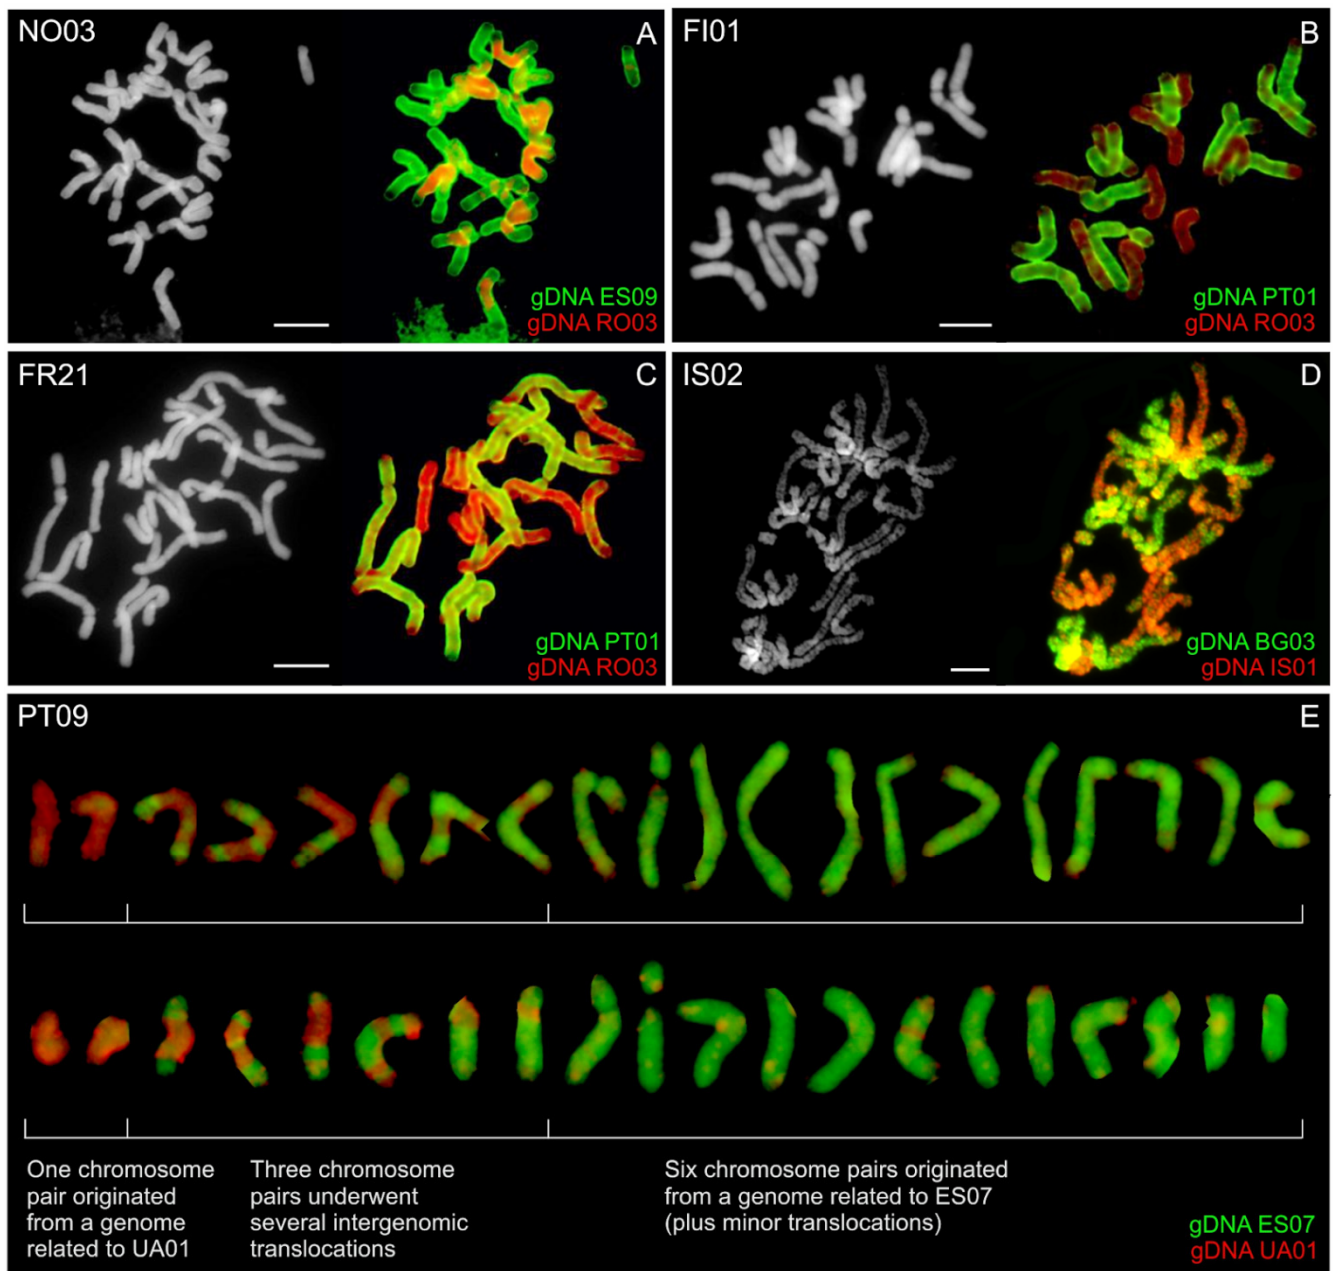 NO03
A
gDNA ES09
gDNA RO03
FI01
B
gDNA PT01
gDNA RO03
FR21
C
gDNA PT01
gDNA RO03
IS02
D
gDNA BG03
gDNA IS01
PT09
E
One chromosome
pair originated
from a genome
related to UA01
Three chromosome
pairs underwent
several intergenomic
translocations
Six chromosome pairs originated
from a genome related to ES07
(plus minor translocations)
gDNA ES07
gDNA UA01